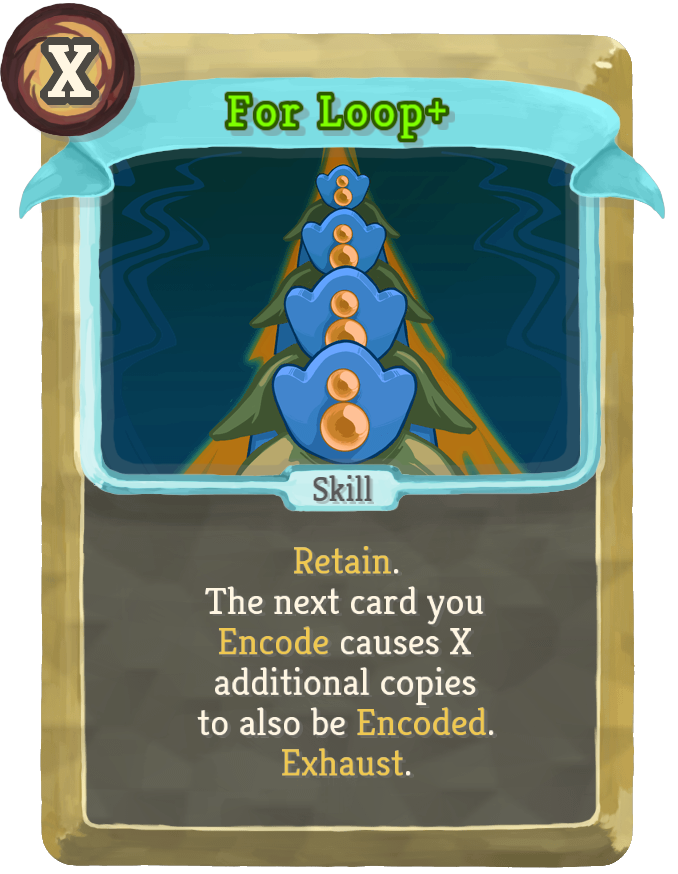 X
For Loop+
Skill
Retain.
The next card you
Encode causes X
additional copies
to also be Encoded.
Exhaust.